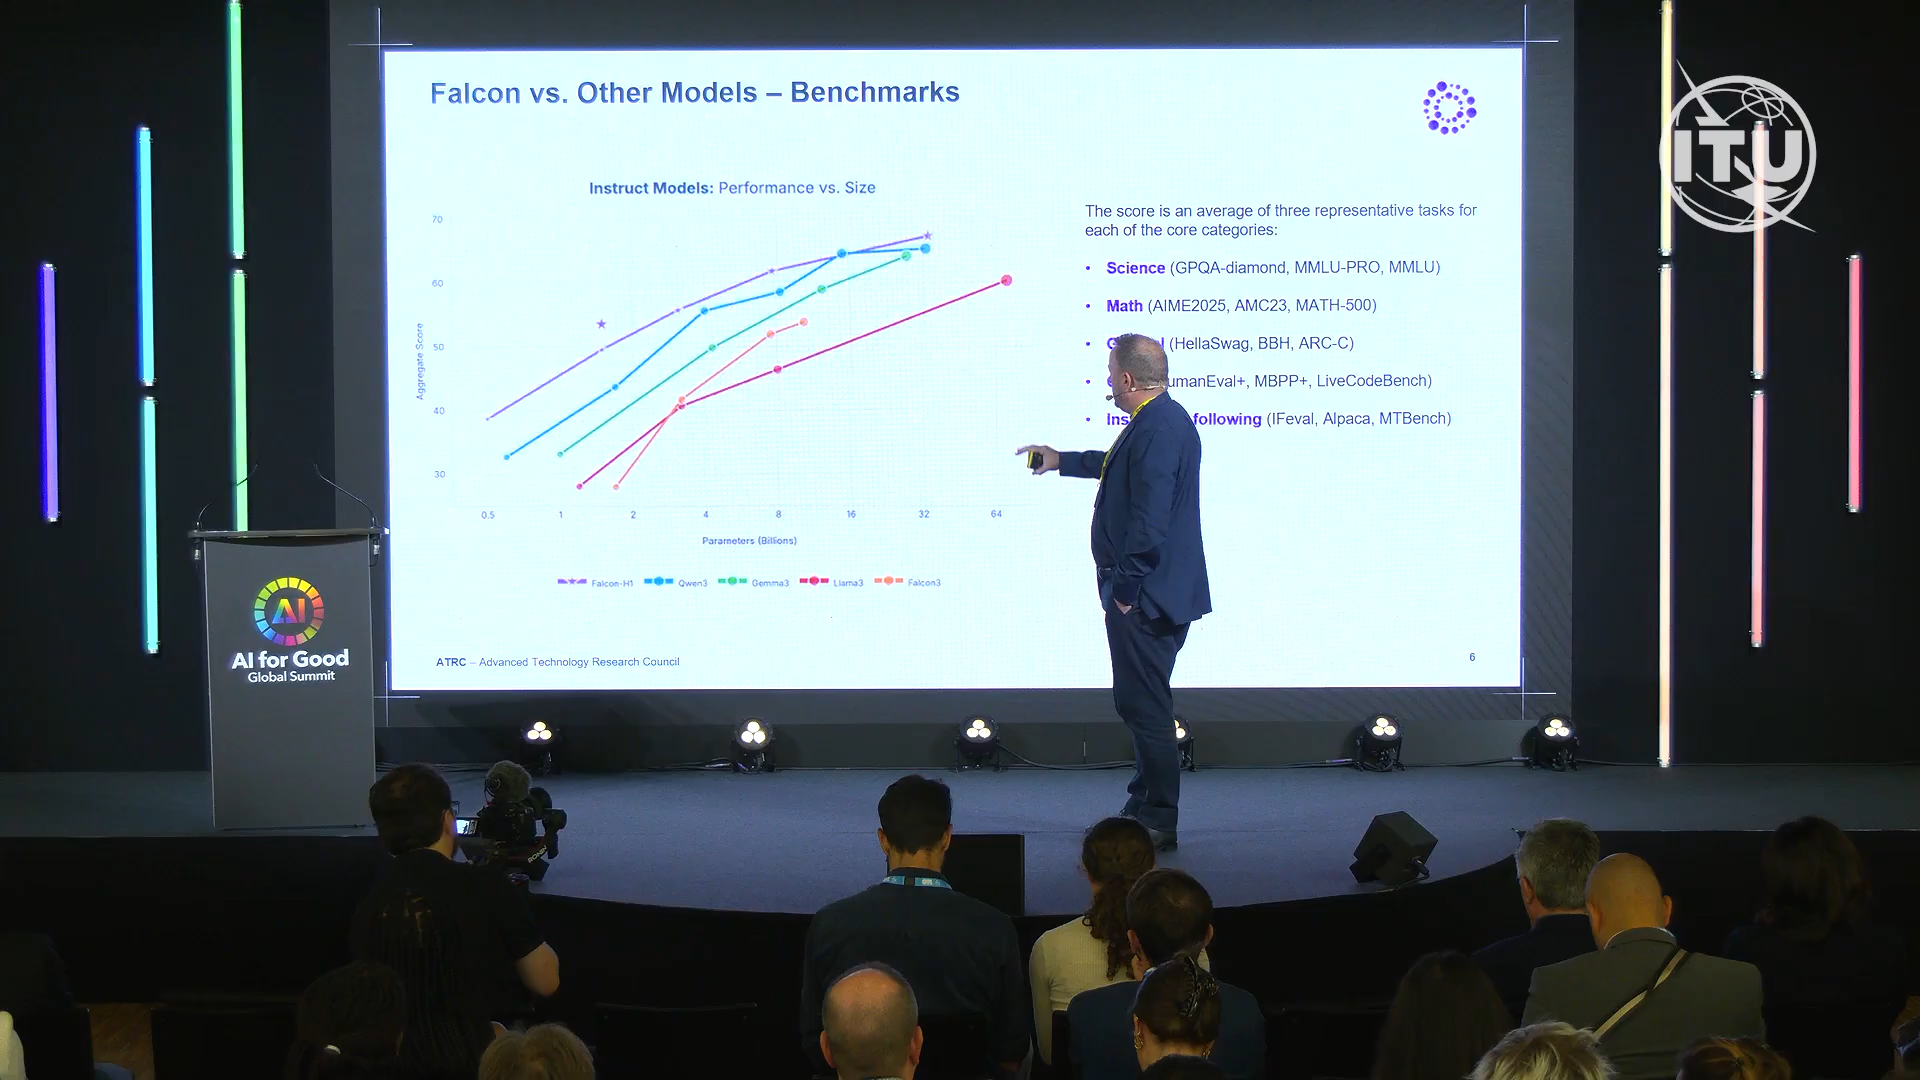 Falcon vs. Other Models – Benchmarks
ITU
Instruct Models: Performance vs. Size
70
60
50
40
30
Aggregate Score
0.5 1 2 4 8 16 32 64
Parameters (Billions)
Falcon-H1 Qwen3 Gemma3 Llama3 Falcon3
The score is an average of three representative tasks for
each of the core categories:
• Science (GPQA-diamond, MMLU-PRO, MMLU)
• Math (AIME2025, AMC23, MATH-500)
• (HellaSwag, BBH, ARC-C)
• MBPP+, LiveCodeBench)
• following (IFeval, Alpaca, MTBench)
ATRC – Advanced Technology Research Council
6
AI
AI for Good
Global Summit
RONIN